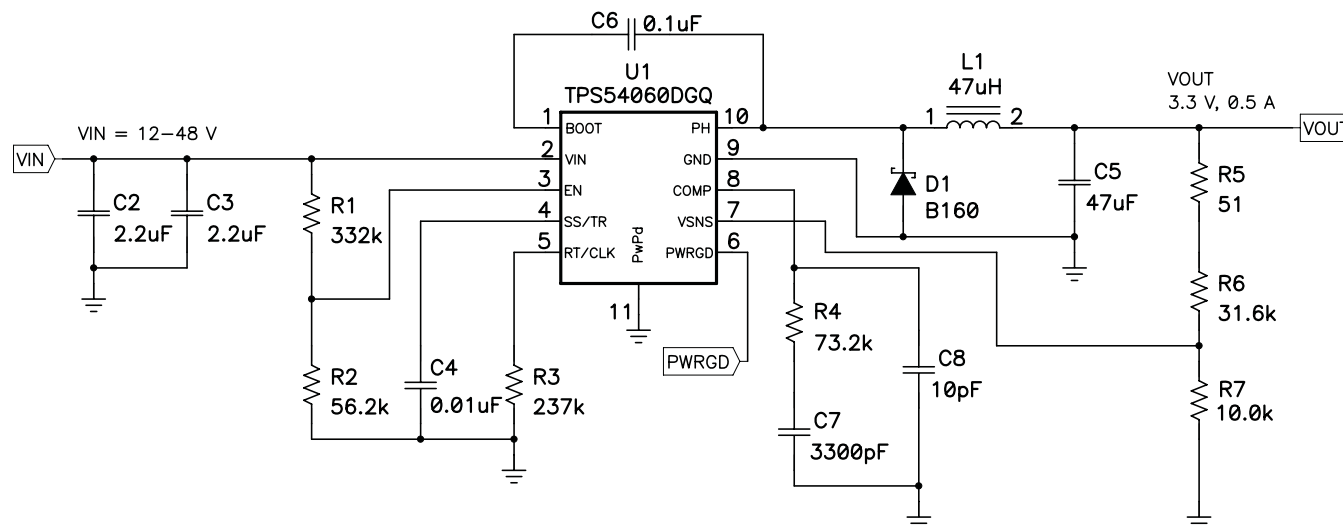 C6
0.1uF
U1
TPS54060DGQ
L1
47uH
VOUT
3.3 V, 0.5 A
VIN = 12-48 V
VIN
1
BOOT
PH
10
1
2
VOUT
2
VIN
GND
9
3
EN
COMP
8
4
SS/TR
VSNS
7
5
RT/CLK
PWRGD
6
PwPd
11
C2
2.2uF
C3
2.2uF
R1
332k
D1
B160
C5
47uF
R5
51
R6
31.6k
R4
73.2k
PWRGD
C8
10pF
R2
56.2k
C4
0.01uF
R3
237k
C7
3300pF
R7
10.0k